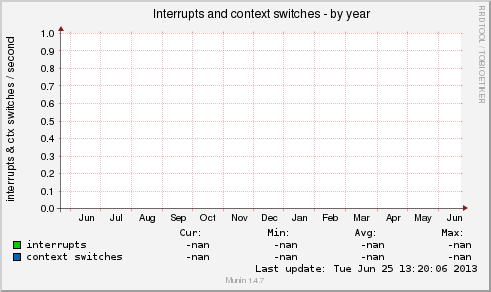 Interrupts and context switches - by year
RRDTOOL / TOBI OETIKER
interrupts & ctx switches / second
1.0
0.9
0.8
0.7
0.6
0.5
0.4
0.3
0.2
0.1
0.0
Jun Jul Aug Sep Oct Nov Dec Jan Feb Mar Apr May Jun
Cur: Min: Avg: Max:
interrupts -nan -nan -nan -nan
context switches -nan -nan -nan -nan
Last update: Tue Jun 25 13:20:06 2013
Munin 1.4.7